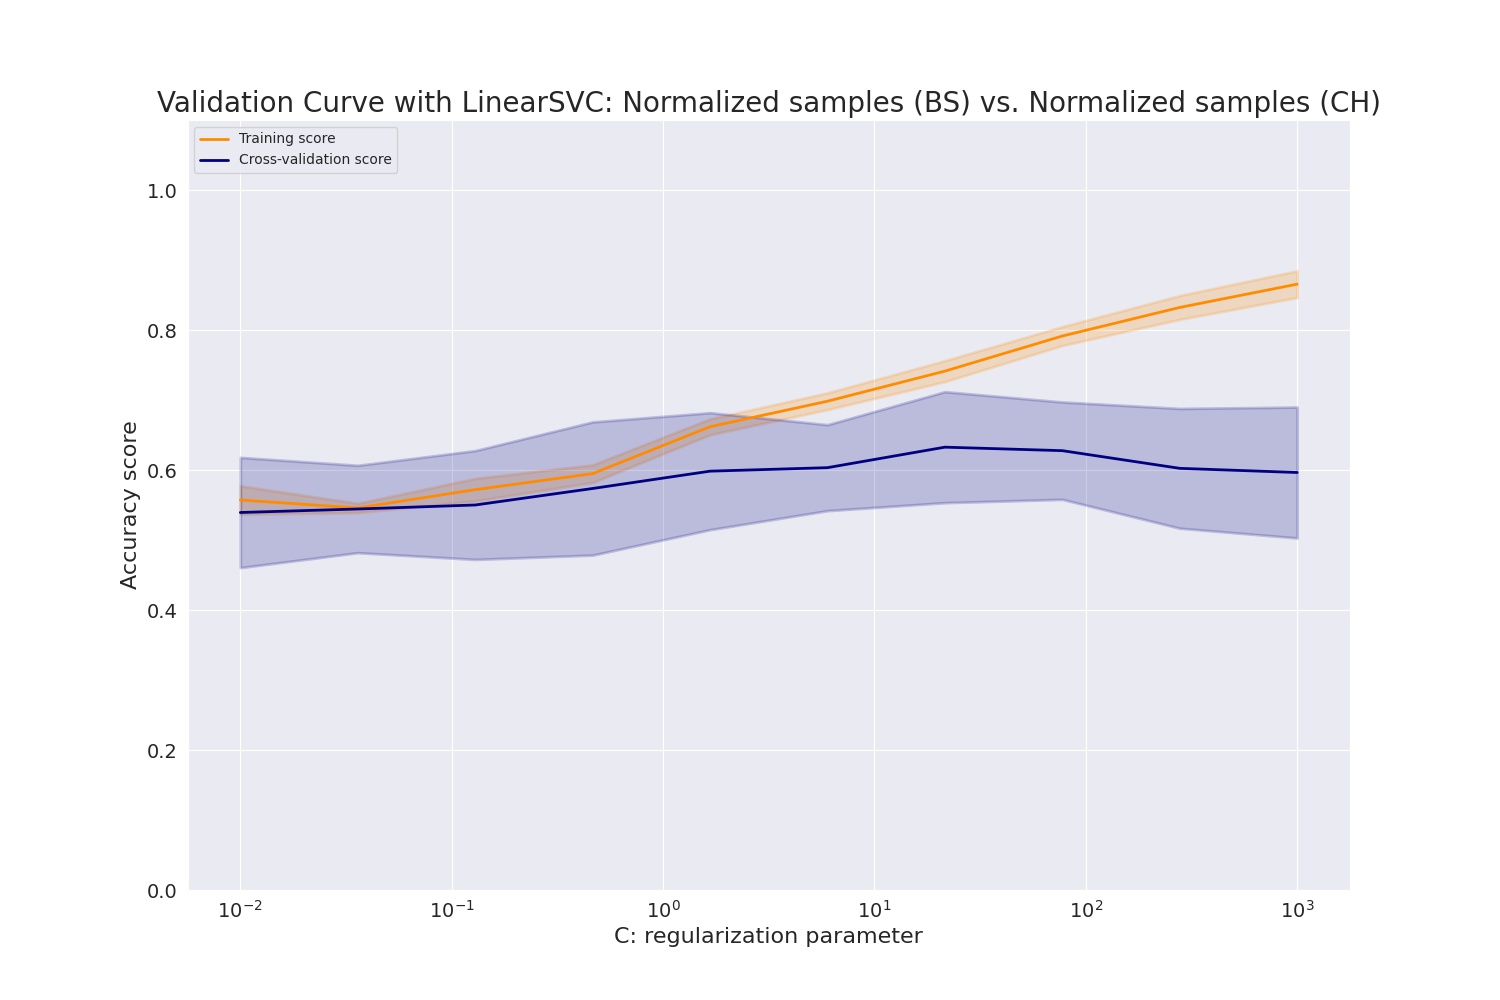 Validation Curve with LinearSVC: Normalized samples (BS) vs. Normalized samples (CH)
Training score
Cross-validation score
1.0
0.8
0.6
0.4
0.2
0.0
Accuracy score
10⁻² 10⁻¹ 10⁰ 10¹ 10² 10³
C: regularization parameter